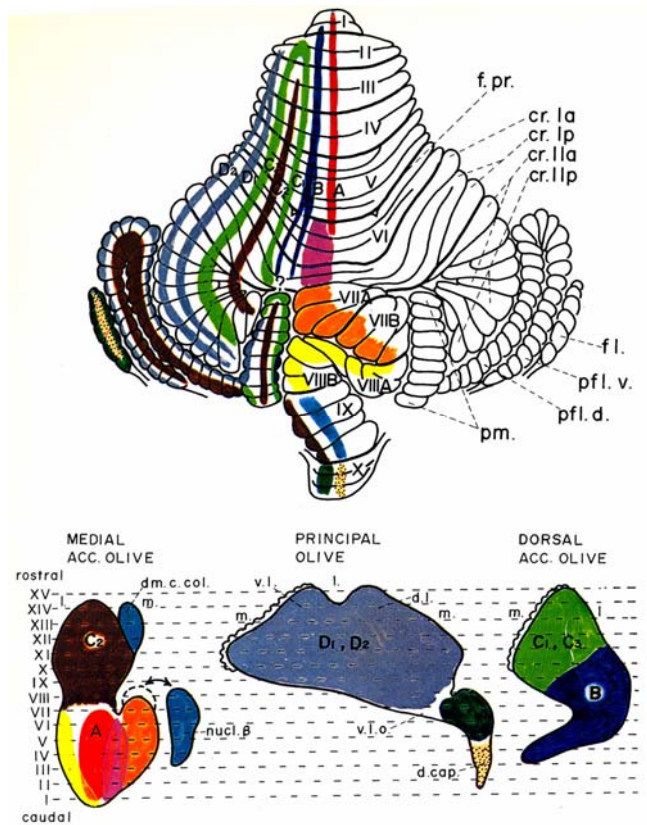 I
II
III
IV
V
VI
f. pr.
cr. Ia
cr. Ip
cr. IIa
cr. IIp
D2 D1 C3 C2 C1 B A
VIIA
VIIB
VIIIB VIIIA
IX
X
f l.
pfl. v.
pfl. d.
pm.
MEDIAL
ACC. OLIVE
PRINCIPAL
OLIVE
DORSAL
ACC. OLIVE
rostral
XV
XIV
XIII
XII
XI
X
IX
VIII
VII
VI
V
IV
III
II
I
caudal
l.
dm. c. col.
m.
C2
A
nucl. β
v. l.
l.
d. l.
m.
m.
D1, D2
v. l. o.
d. cap.
m.
l
C1, C3
B